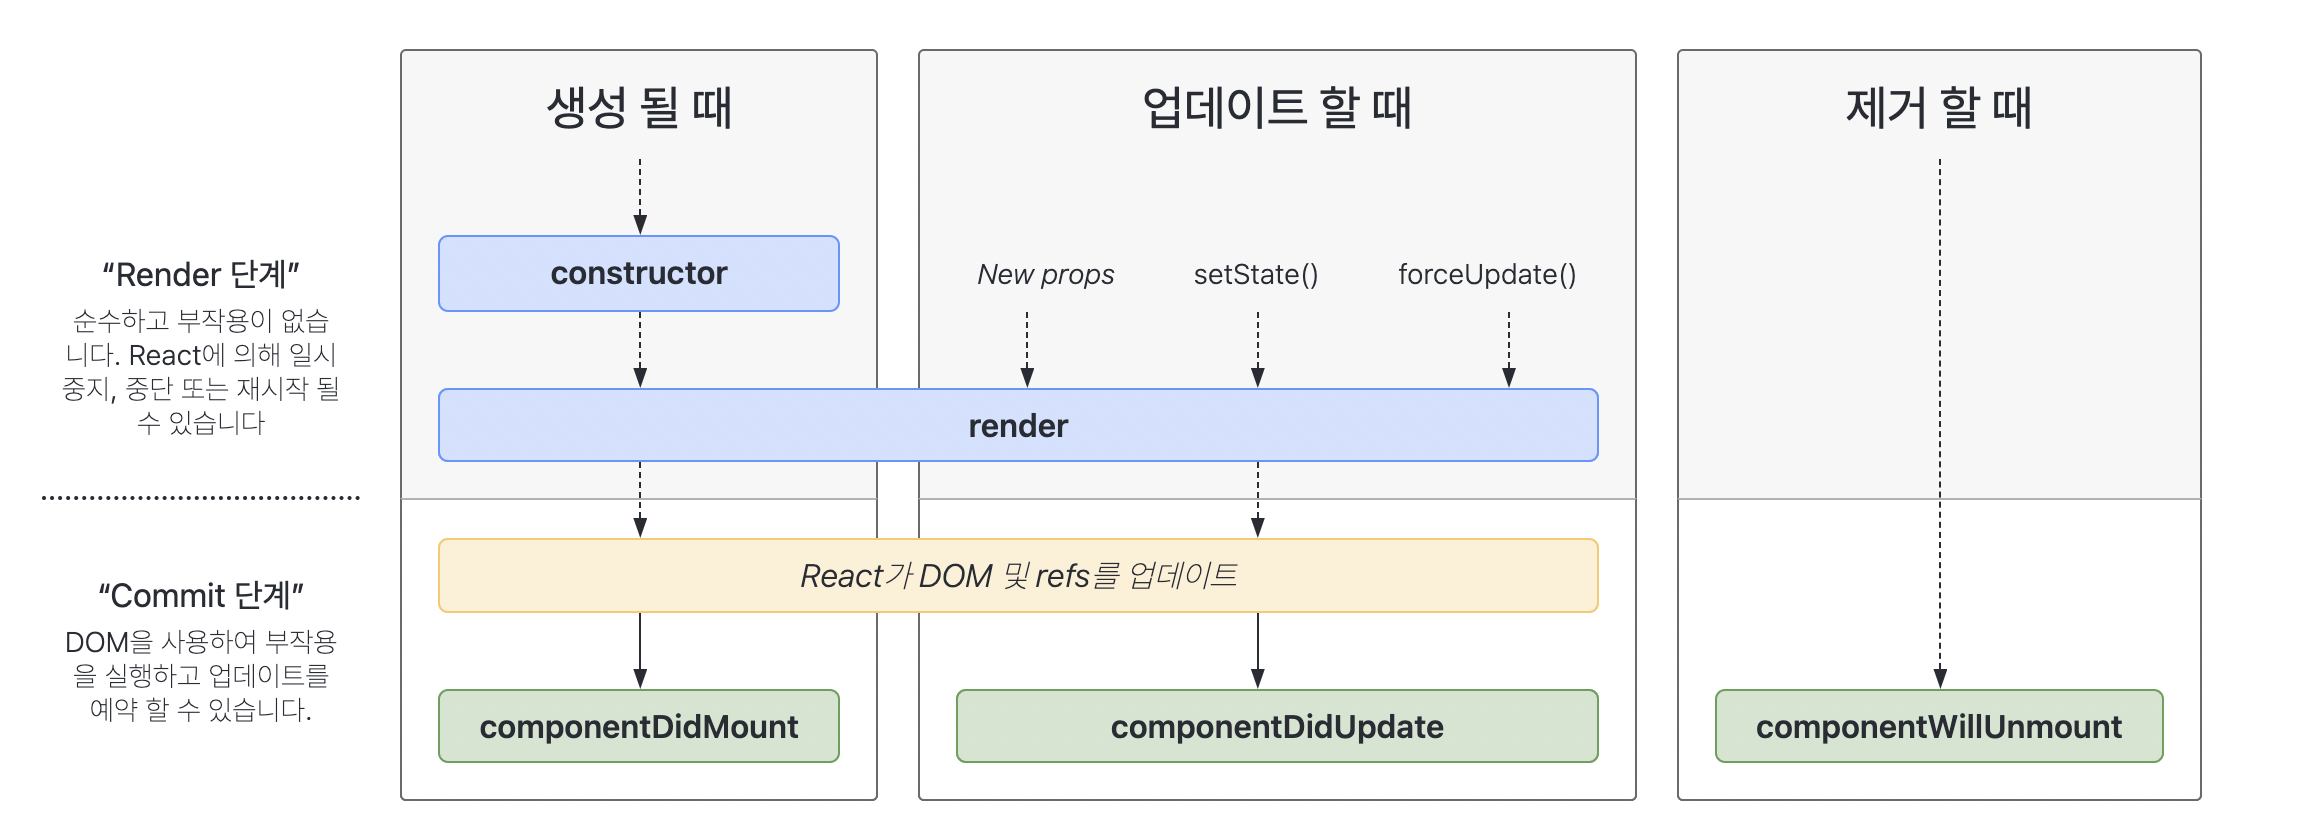 생성 될 때
업데이트 할 때
제거 할 때
“Render 단계”
순수하고 부작용이 없습
니다. React에 의해 일시
중지, 중단 또는 재시작 될
수 있습니다
constructor
New props
setState()
forceUpdate()
render
“Commit 단계”
DOM을 사용하여 부작용
을 실행하고 업데이트를
예약 할 수 있습니다.
React가 DOM 및 refs를 업데이트
componentDidMount
componentDidUpdate
componentWillUnmount